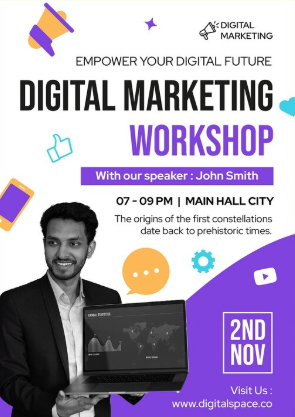 DIGITAL
MARKETING
EMPOWER YOUR DIGITAL FUTURE
DIGITAL MARKETING
WORKSHOP
With our speaker : John Smith
07 - 09 PM | MAIN HALL CITY
The origins of the first constellations
date back to prehistoric times.
2ND
NOV
Visit Us :
www.digitalspace.co